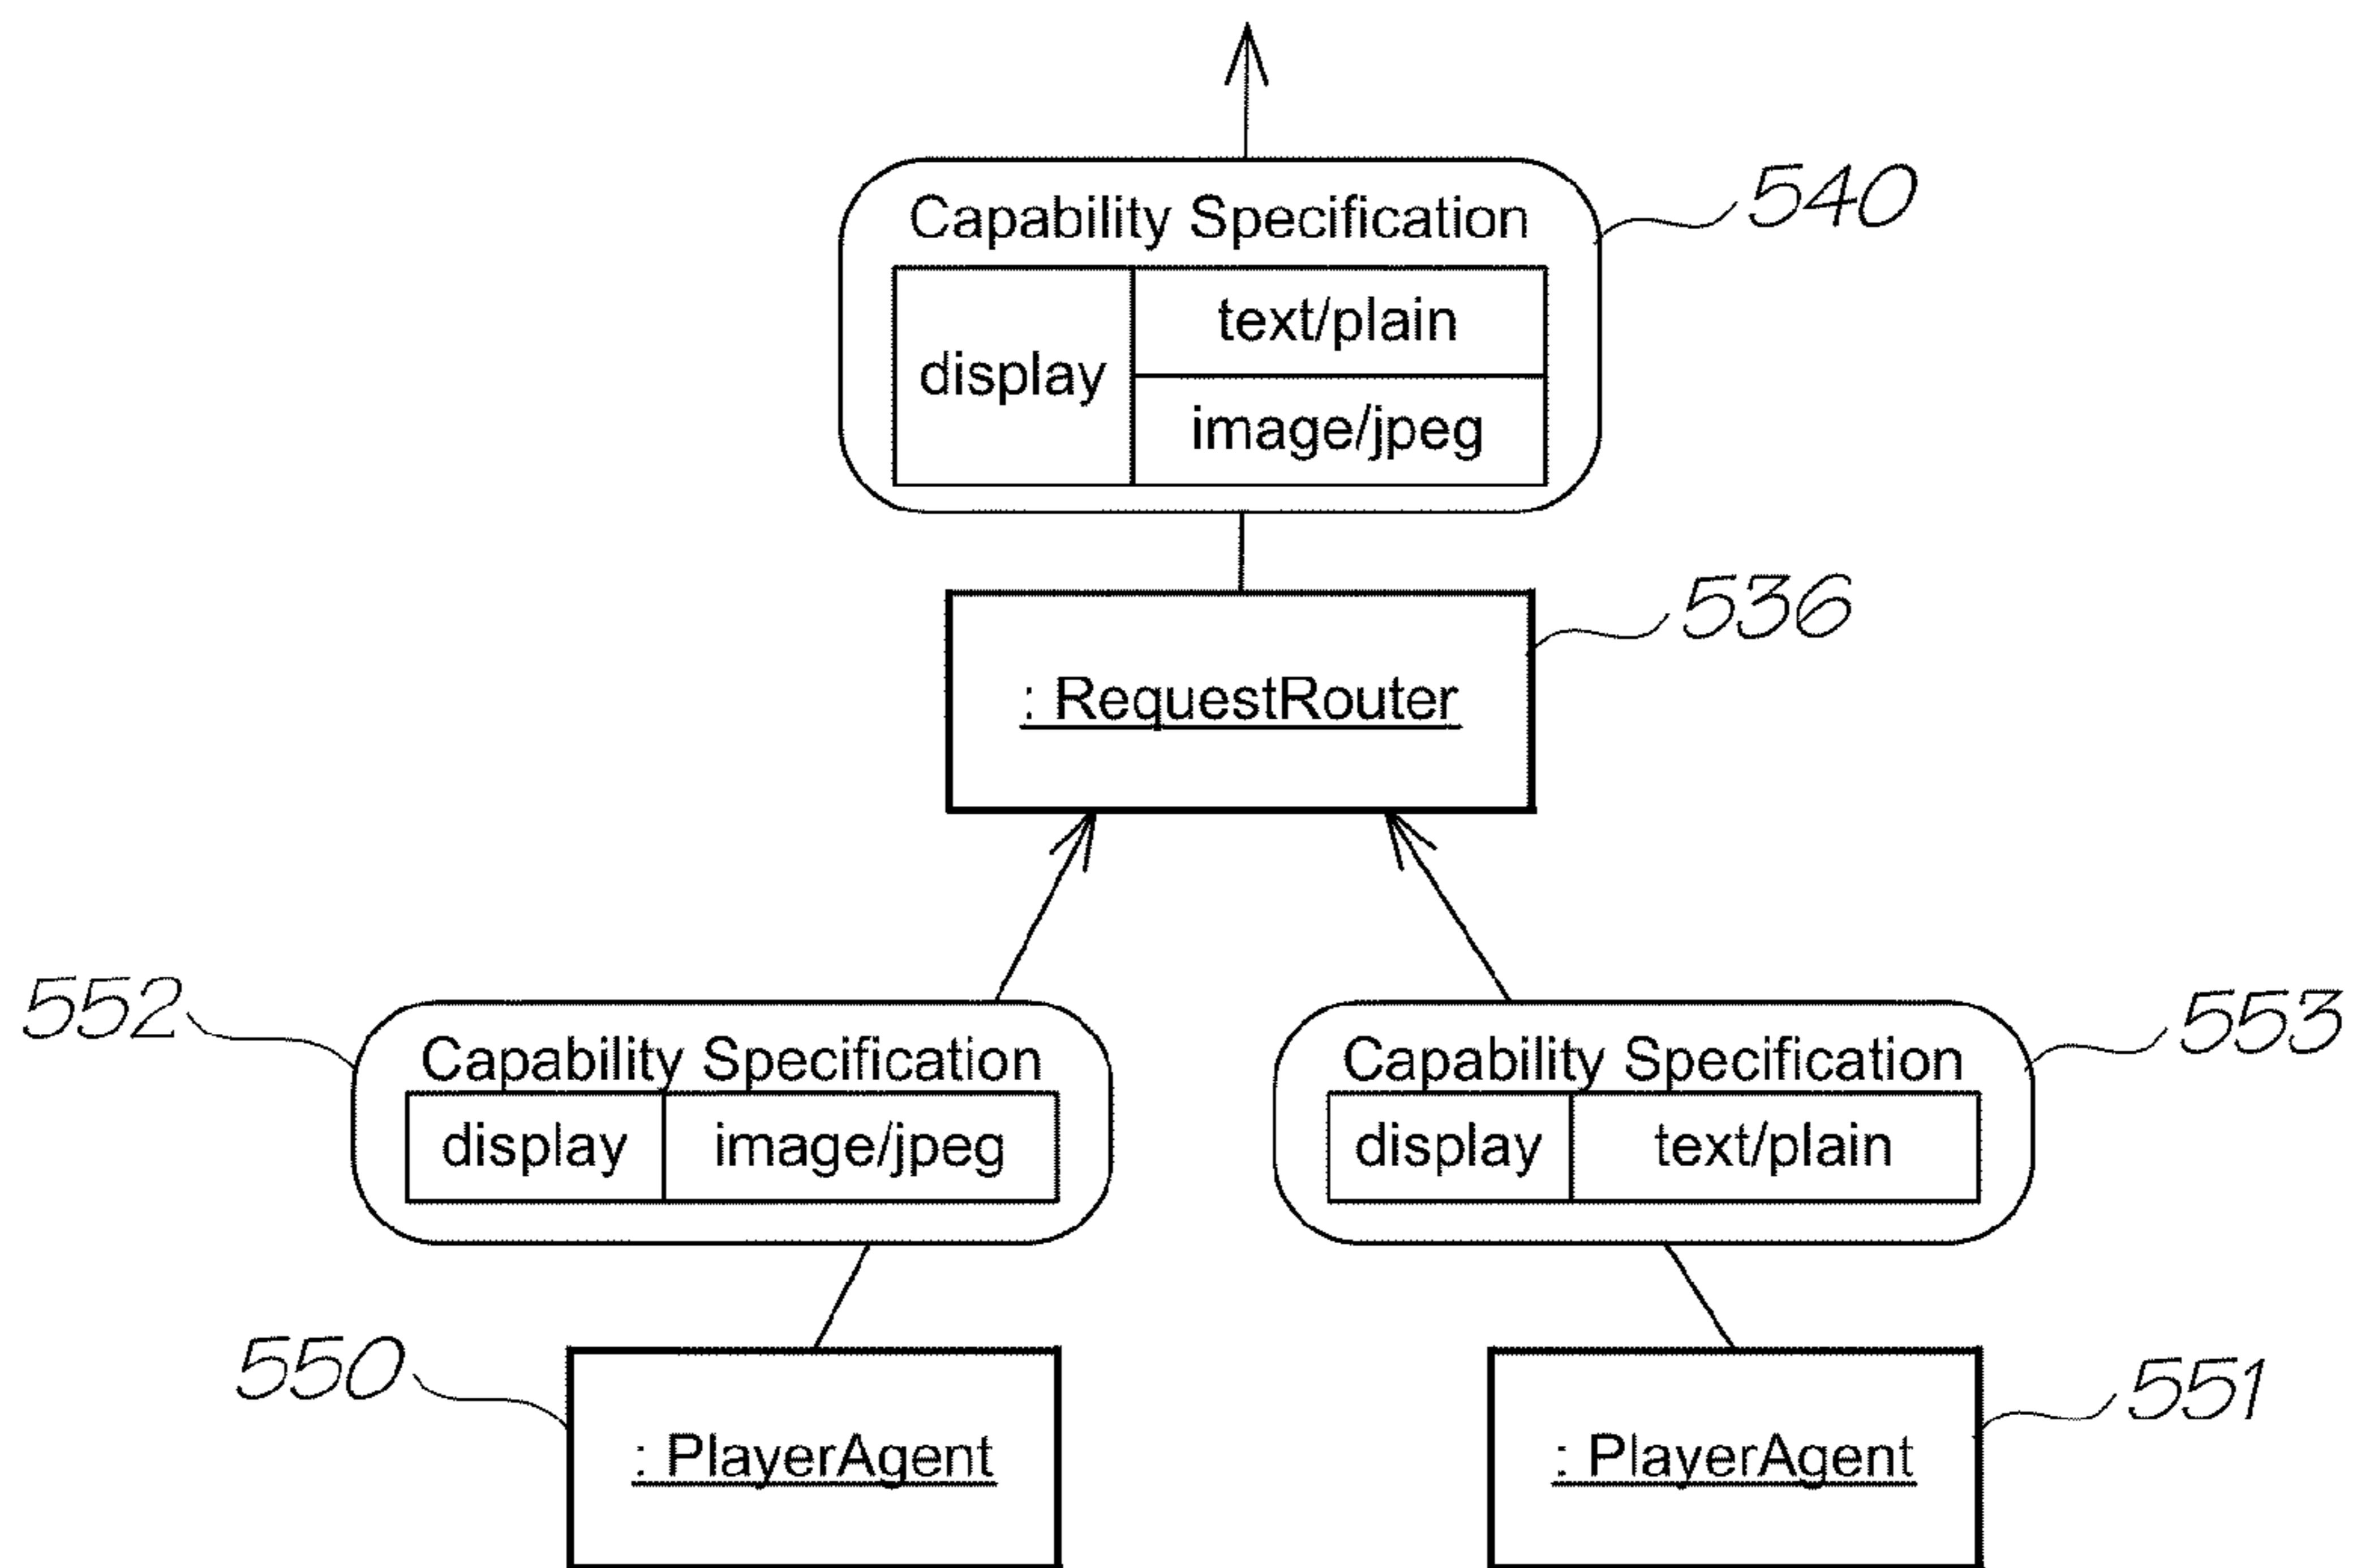 Capability Specification
540
display
text/plain
image/jpeg
536
: RequestRouter
552
Capability Specification
display image/jpeg
553
Capability Specification
display text/plain
550
: PlayerAgent
551
: PlayerAgent